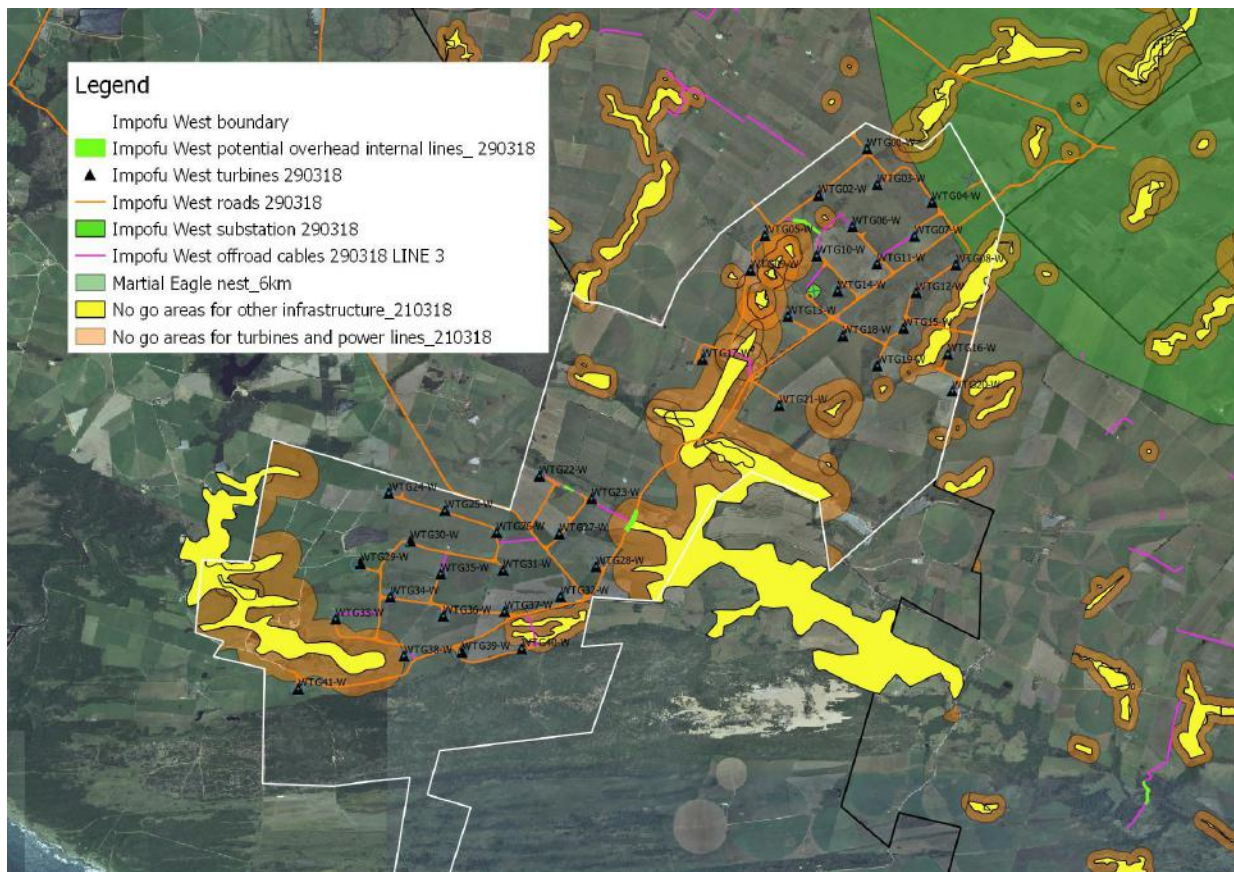 Legend
Impofu West boundary
Impofu West potential overhead internal lines_ 290318
Impofu West turbines 290318
Impofu West roads 290318
Impofu West substation 290318
Impofu West offroad cables 290318 LINE 3
Martial Eagle nest_6km
No go areas for other infrastructure_210318
No go areas for turbines and power lines_210318
WTG03-W
WTG02-W
WTG04-W
WTG06-W
WTG05-W
WTG07-W
WTG10-W
WTG11-W
WTG08-W
WTG14-W
WTG12-W
WTG13-W
WTG15-W
WTG18-W
WTG17-W
WTG16-W
WTG19-W
WTG20-W
WTG21-W
WTG22-W
WTG24-W
WTG23-W
WTG25-W
WTG26-W
WTG27-W
WTG30-W
WTG29-W
WTG28-W
WTG35-W
WTG31-W
WTG34-W
WTG32-W
WTG33-W
WTG36-W
WTG37-W
WTG38-W
WTG39-W
WTG40-W
WTG41-W